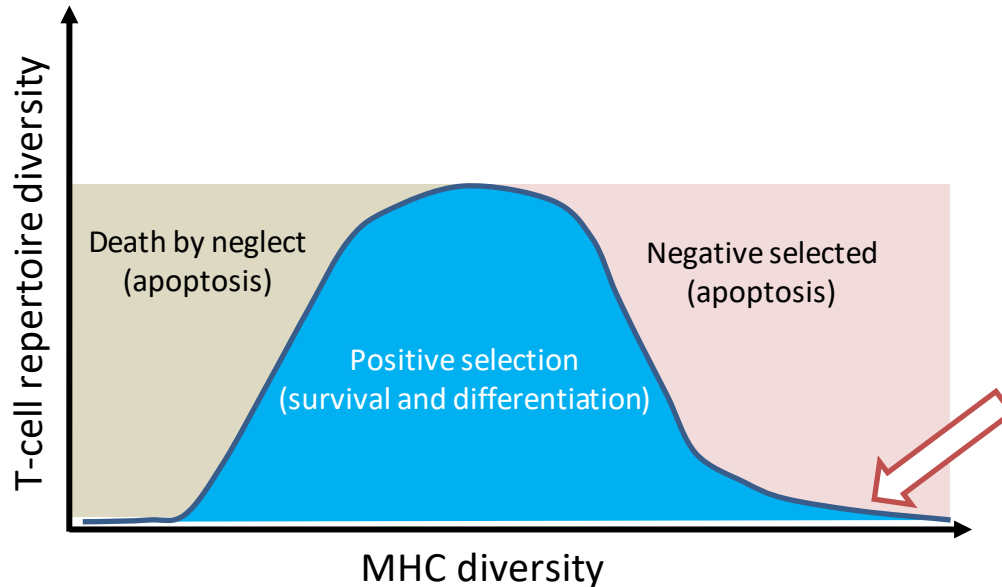 T-cell repertoire diversity
Death by neglect
(apoptosis)
Negative selected
(apoptosis)
Positive selection
(survival and differentiation)
MHC diversity